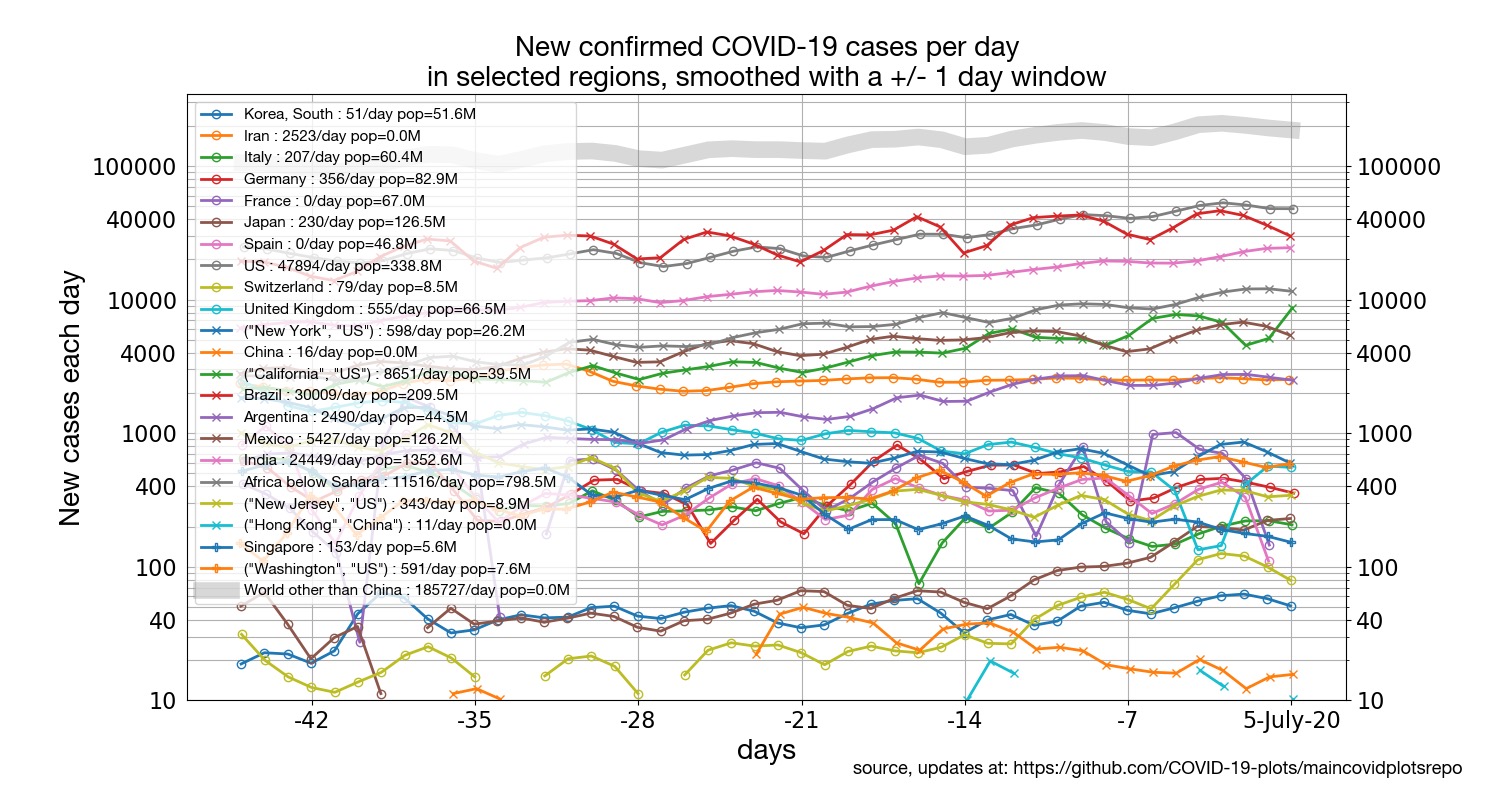 New confirmed COVID-19 cases per day
in selected regions, smoothed with a +/- 1 day window
New cases each day
100000
40000
10000
4000
1000
400
100
40
10
Korea, South : 51/day pop=51.6M
Iran : 2523/day pop=0.0M
Italy : 207/day pop=60.4M
Germany : 356/day pop=82.9M
France : 0/day pop=67.0M
Japan : 230/day pop=126.5M
Spain : 0/day pop=46.8M
US : 47894/day pop=338.8M
Switzerland : 79/day pop=8.5M
United Kingdom : 555/day pop=66.5M
("New York", "US") : 598/day pop=26.2M
China : 16/day pop=0.0M
("California", "US") : 8651/day pop=39.5M
Brazil : 30009/day pop=209.5M
Argentina : 2490/day pop=44.5M
Mexico : 5427/day pop=126.2M
India : 24449/day pop=1352.6M
Africa below Sahara : 11516/day pop=798.5M
("New Jersey", "US") : 343/day pop=8.9M
("Hong Kong", "China") : 11/day pop=0.0M
Singapore : 153/day pop=5.6M
("Washington", "US") : 591/day pop=7.6M
World other than China : 185727/day pop=0.0M
100000
40000
10000
4000
1000
400
100
40
10
-42 -35 -28 -21 -14 -7 5-July-20
days
source, updates at: https://github.com/COVID-19-plots/maincovidplotsrepo